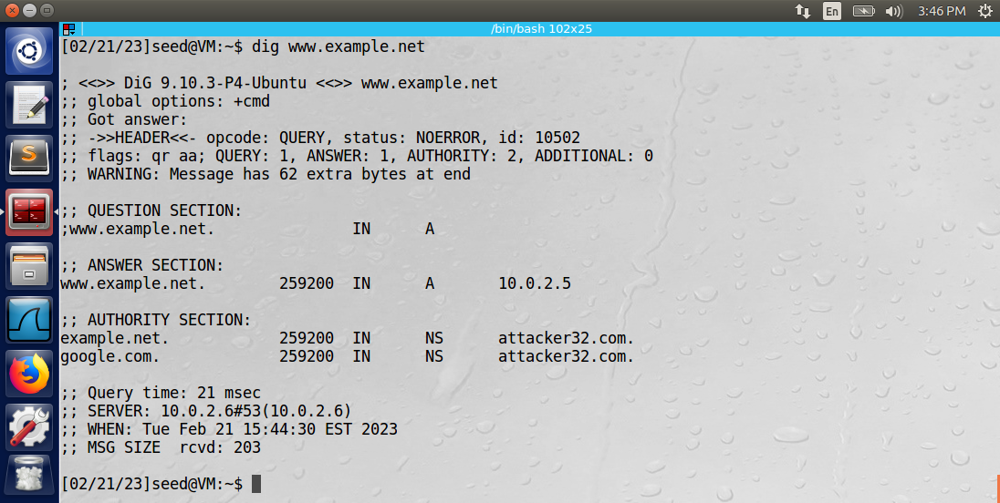 En 3:46 PM
/bin/bash 102x25
[02/21/23]seed@VM:~$ dig www.example.net
; <<>> DiG 9.10.3-P4-Ubuntu <<>> www.example.net
;; global options: +cmd
;; Got answer:
;; ->>HEADER<<- opcode: QUERY, status: NOERROR, id: 10502
;; flags: qr aa; QUERY: 1, ANSWER: 1, AUTHORITY: 2, ADDITIONAL: 0
;; WARNING: Message has 62 extra bytes at end
;; QUESTION SECTION:
;www.example.net. IN A
;; ANSWER SECTION:
www.example.net. 259200 IN A 10.0.2.5
;; AUTHORITY SECTION:
example.net. 259200 IN NS attacker32.com.
google.com. 259200 IN NS attacker32.com.
;; Query time: 21 msec
;; SERVER: 10.0.2.6#53(10.0.2.6)
;; WHEN: Tue Feb 21 15:44:30 EST 2023
;; MSG SIZE  rcvd: 203
[02/21/23]seed@VM:~$